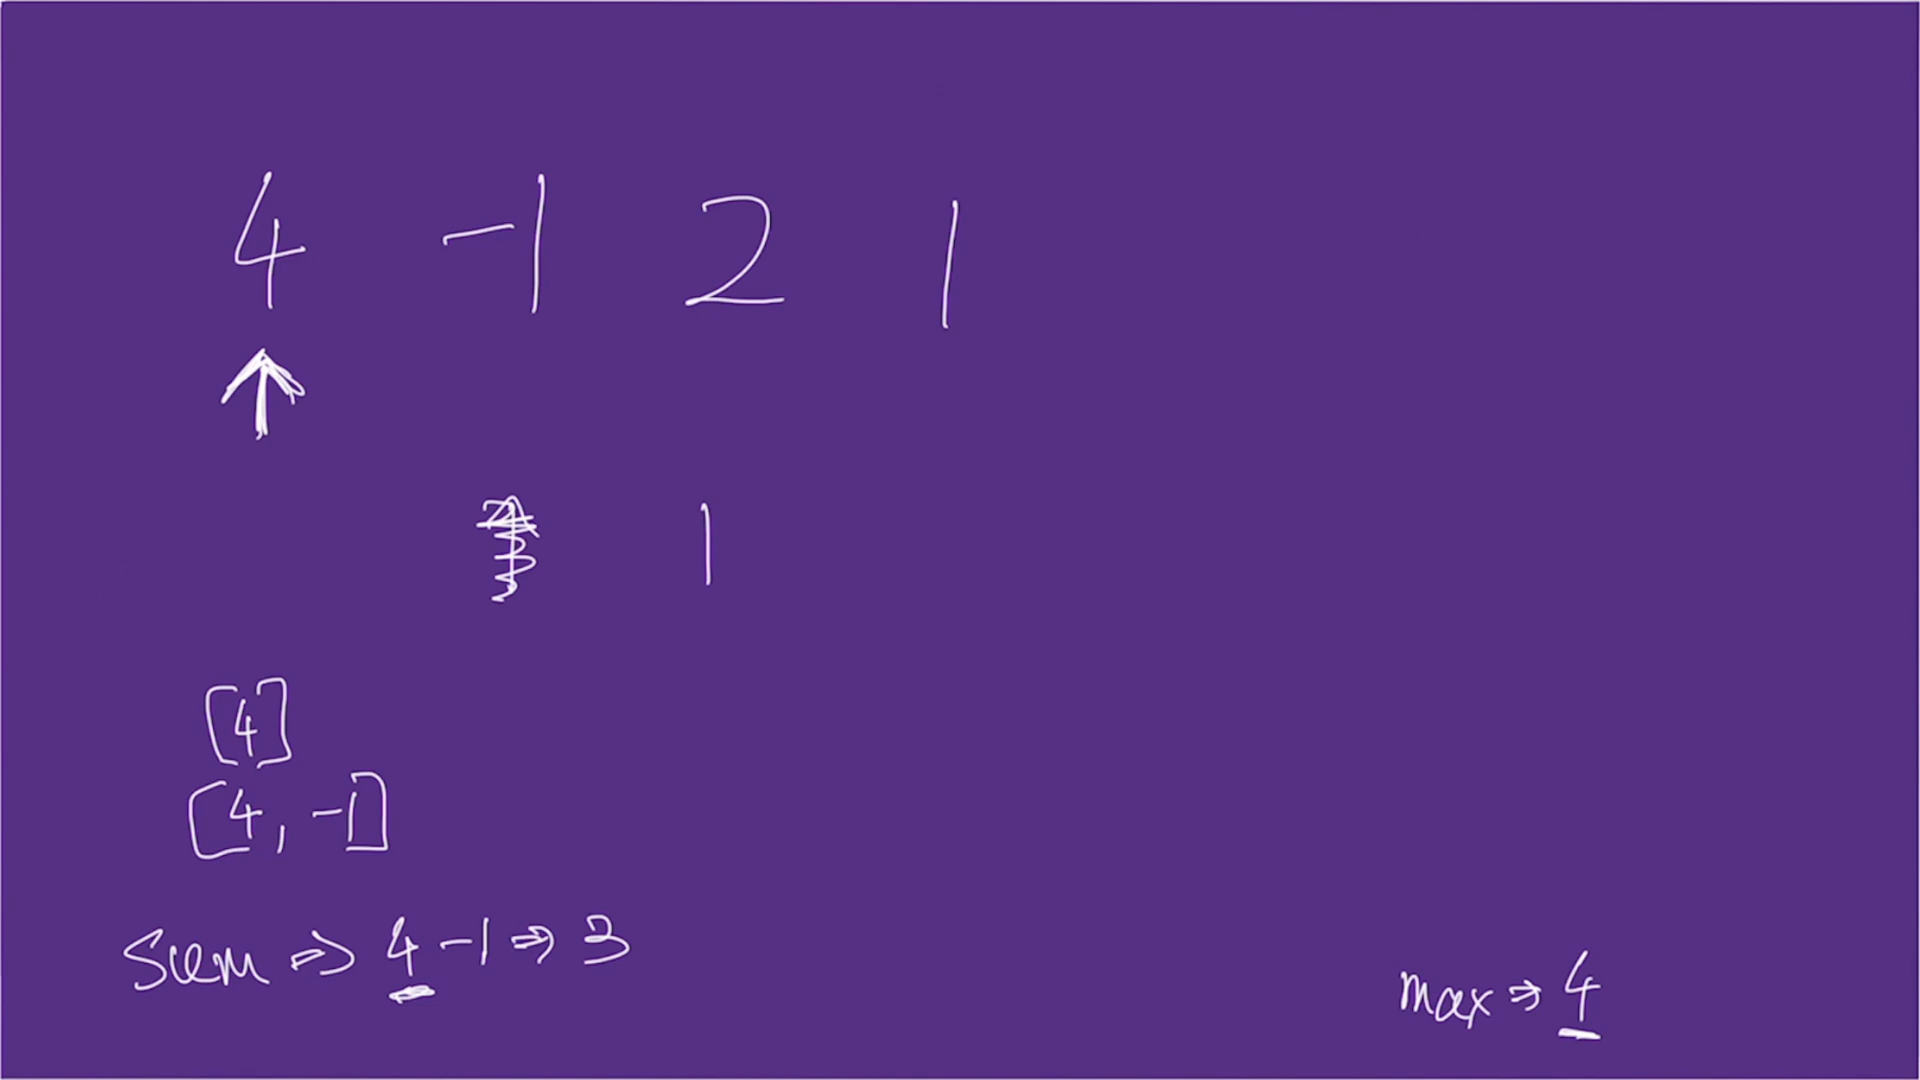 4 -1 2 1
1
[4]
[4, -1]
Sum ⇒ 4 -1 ⇒ 3
max ⇒ 4